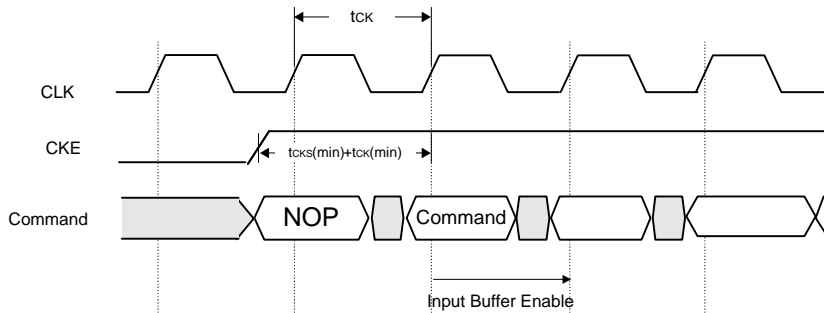 tCK
CLK
CKE
tCKS(min)+tCK(min)
Command
NOP
Command
Input Buffer Enable